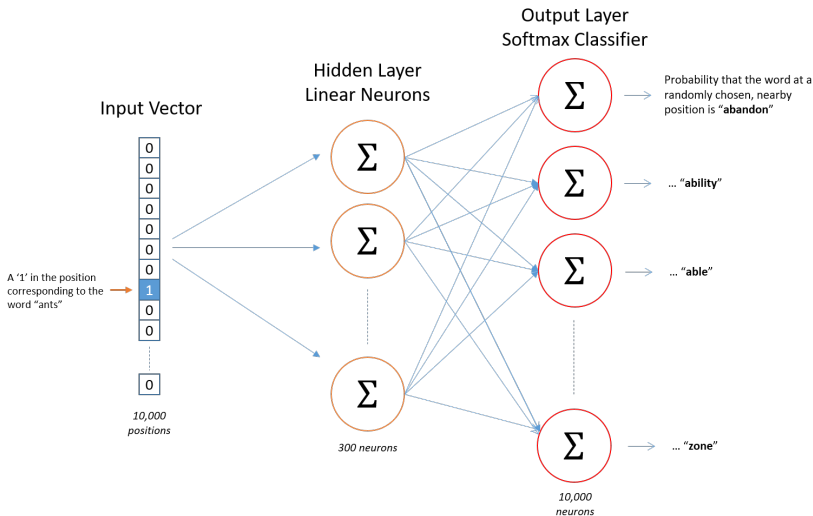 Output Layer
Softmax Classifier
Hidden Layer
Linear Neurons
Input Vector
0
0
0
0
0
0
0
1
0
0
0
A ‘1’ in the position
corresponding to the
word “ants”
10,000
positions
Σ
Σ
Σ
300 neurons
Σ
Σ
Σ
Σ
10,000
neurons
Probability that the word at a
randomly chosen, nearby
position is “abandon”
... “ability”
... “able”
... “zone”